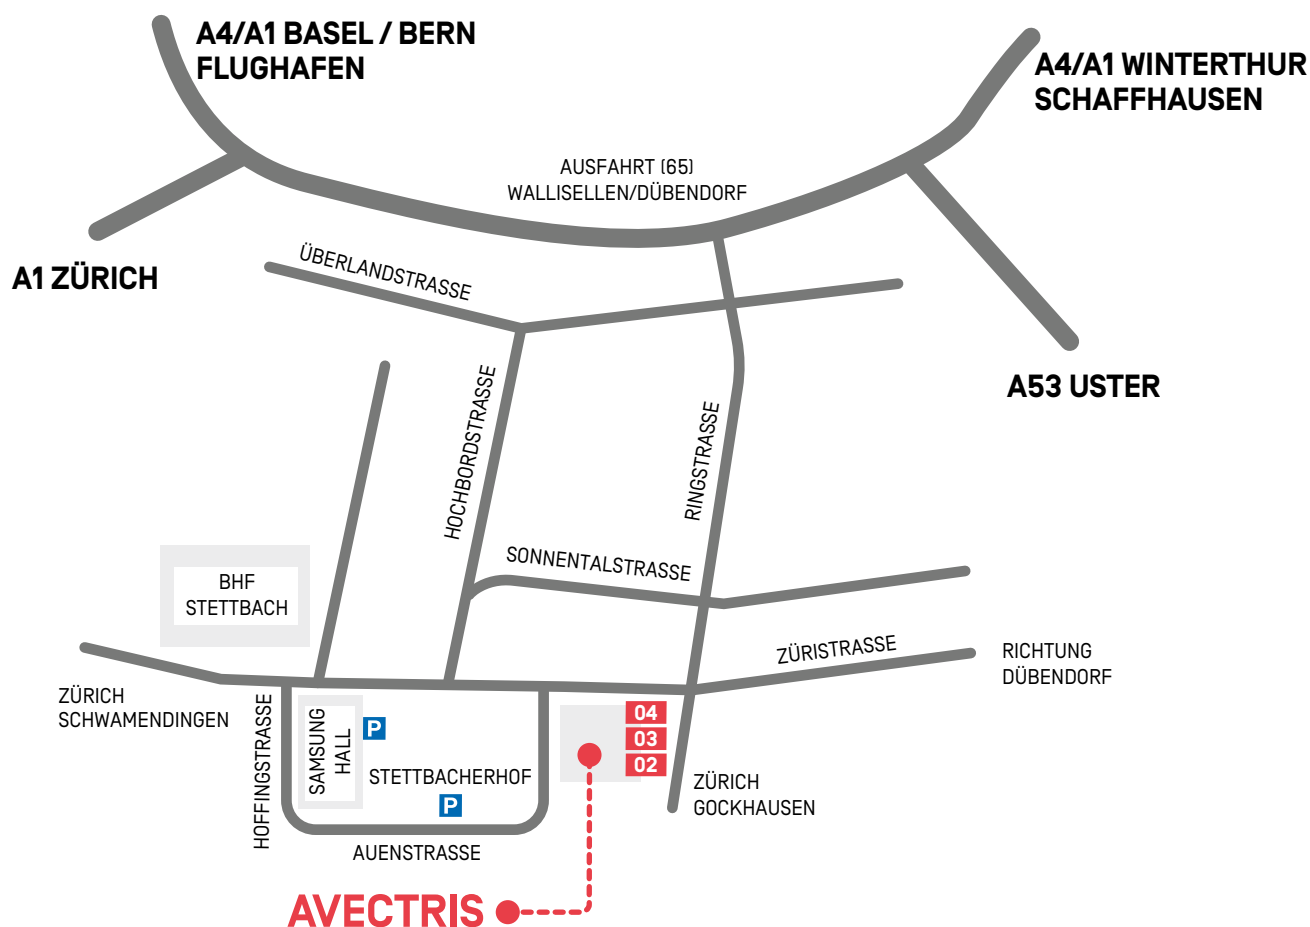 A4/A1 BASEL / BERN
FLUGHAFEN
A4/A1 WINTERTHUR
SCHAFFHAUSEN
AUSFAHRT (65)
WALLISELLEN/DÜBENDORF
A1 ZÜRICH
ÜBERLANDSTRASSE
A53 USTER
HOCHBORDSTRASSE
RINGSTRASSE
SONNENTALSTRASSE
BHF
STETTBACH
ZÜRISTRASSE
RICHTUNG
DÜBENDORF
ZÜRICH
SCHWAMENDINGEN
HOFFINGSTRASSE
SAMSUNG
HALL
P
04
03
02
STETTBACHERHOF
P
ZÜRICH
GOCKHAUSEN
AUENSTRASSE
AVECTRIS